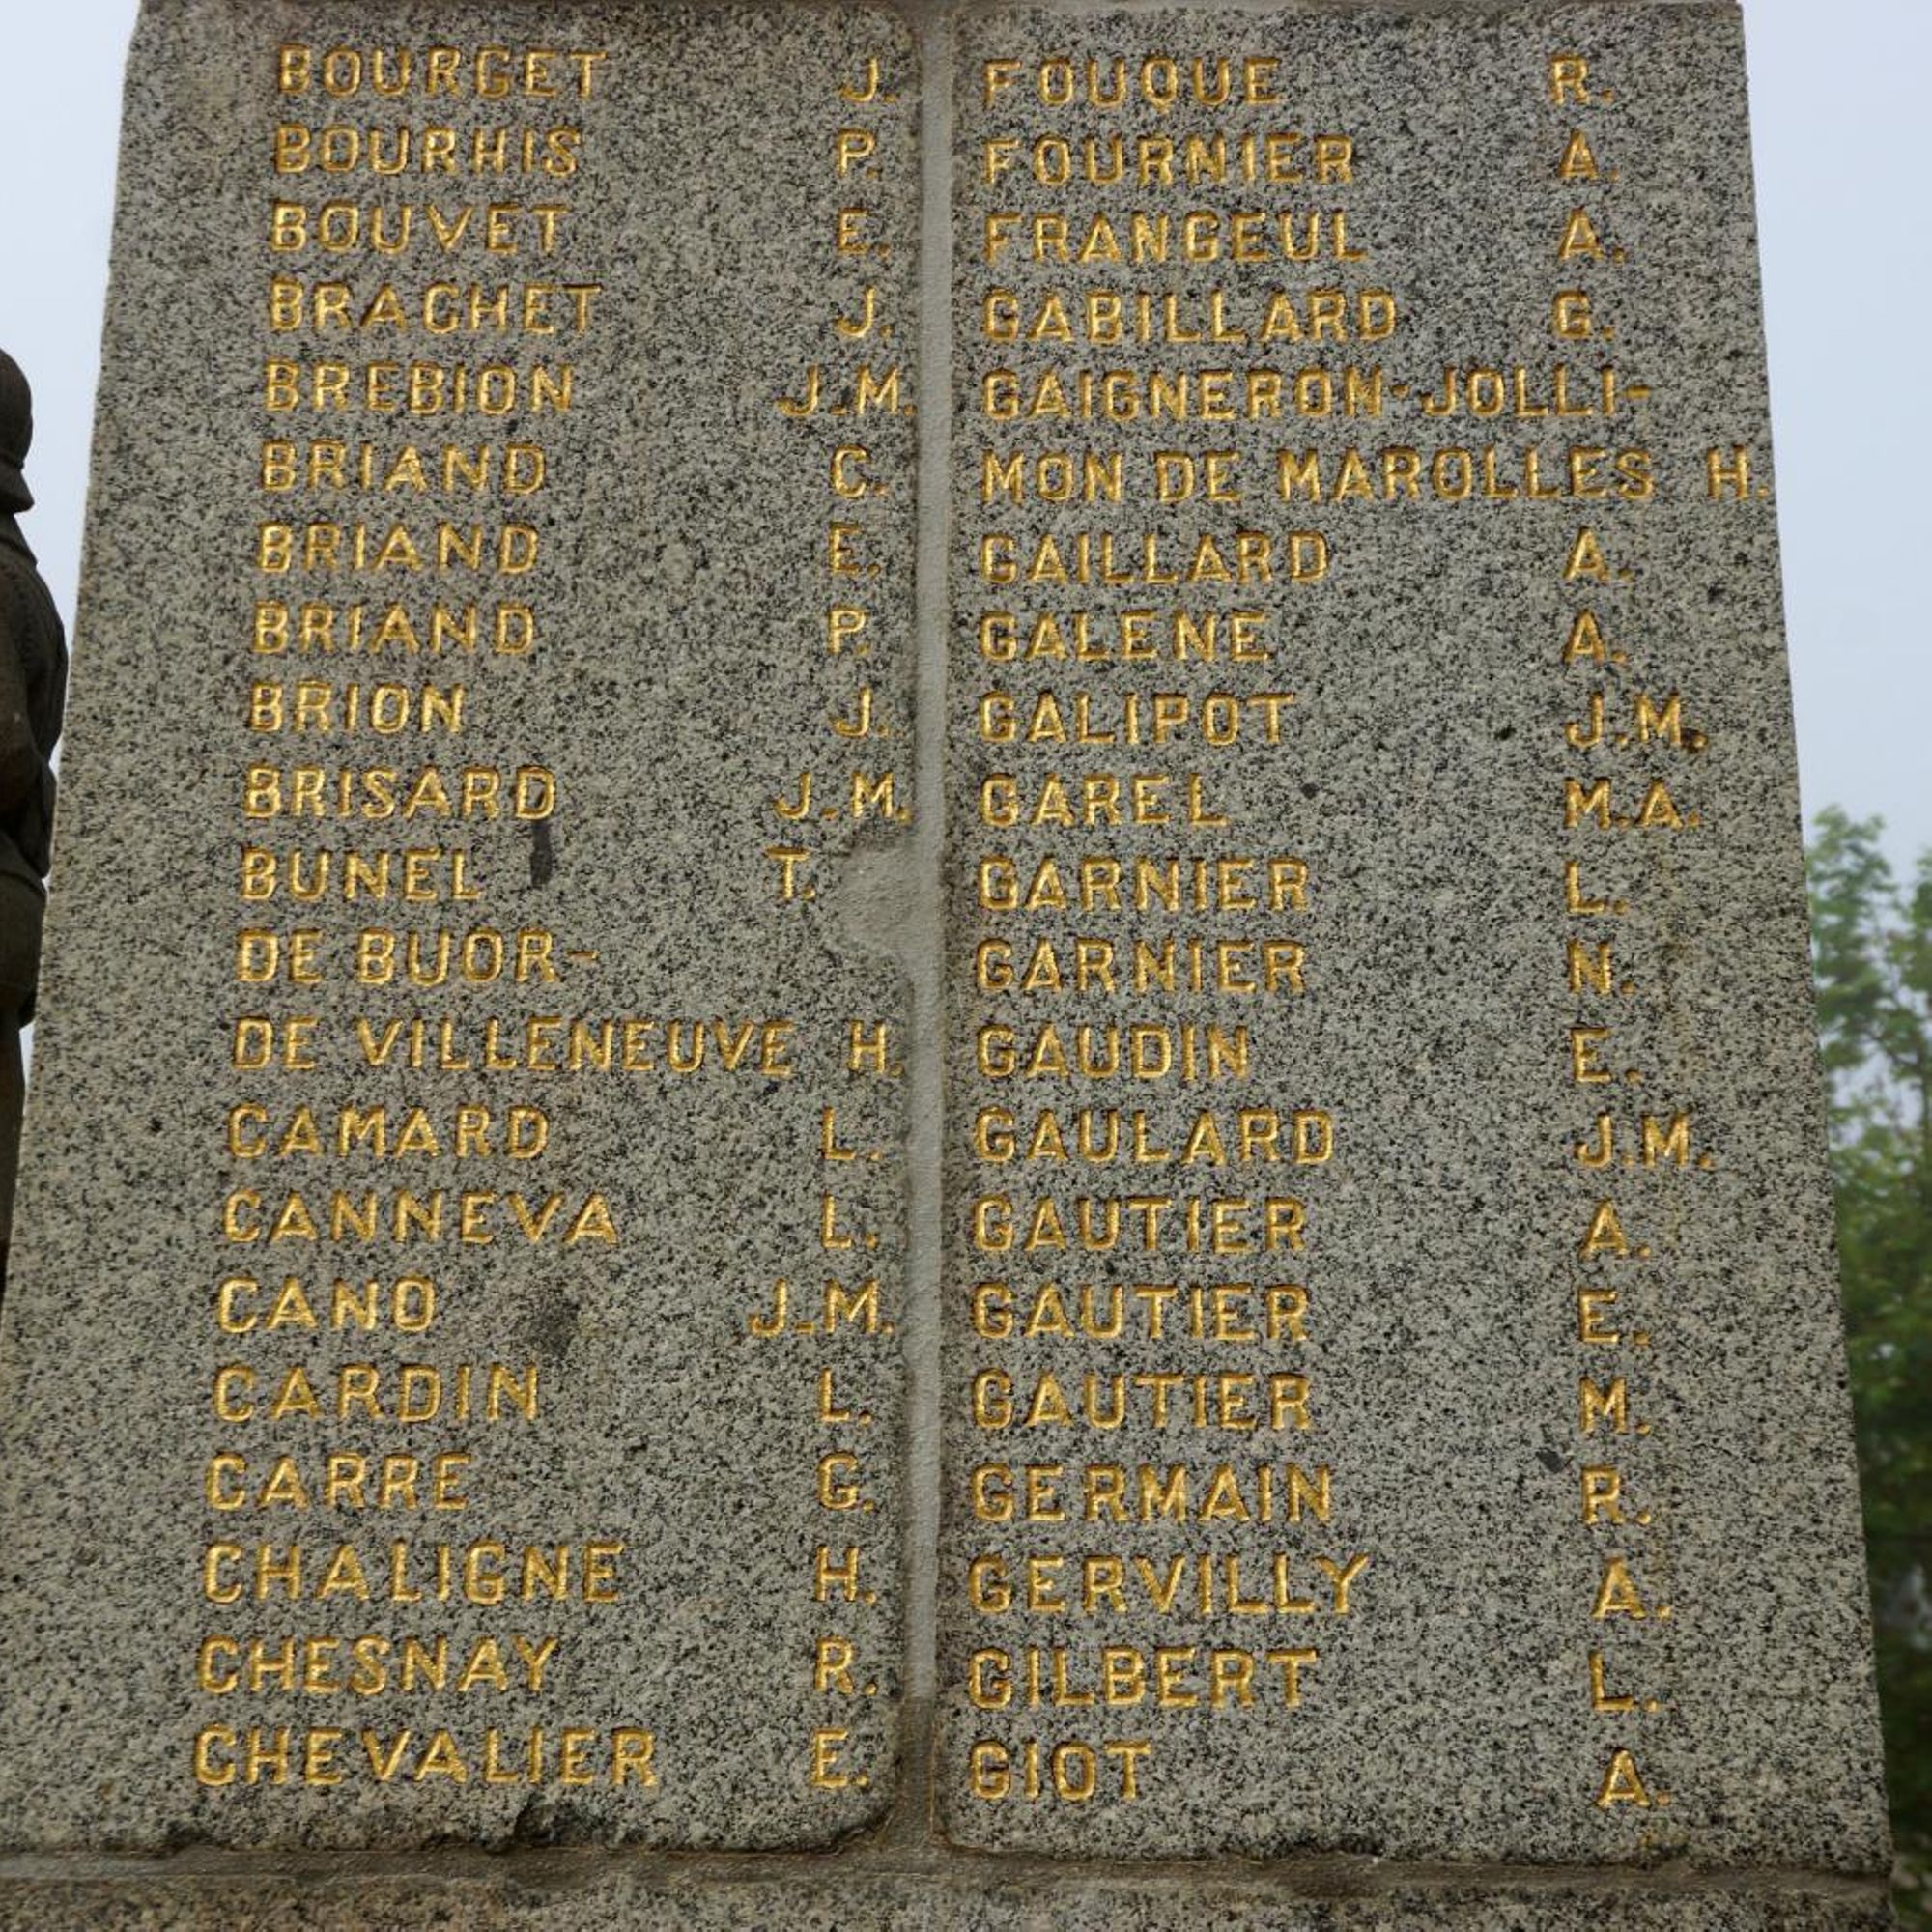 BOURGET J.
BOURHIS P.
BOUVET E.
BRACHET J.
BREBION J.M.
BRIAND C.
BRIAND E.
BRIAND P.
BRION J.
BRISARD J.M.
BUNEL T.
DE BUOR-
DE VILLENEUVE H.
CAMARD L.
CANNEVA L.
CANO J.M.
CARDIN L.
CARRE G.
CHALIGNE H.
CHESNAY R.
CHEVALIER E.
FOUQUE R.
FOURNIER A.
FRANGEUL A.
GABILLARD G.
GAIGNERON-JOLLI-
MON DE MAROLLES H.
GAILLARD A.
GALENE A.
GALIPOT J.M.
GAREL M.A.
GARNIER L.
GARNIER N.
GAUDIN E.
GAULARD J.M.
GAUTIER A.
GAUTIER E.
GAUTIER M.
GERMAIN R.
GERVILLY A.
GILBERT L.
GIOT A.